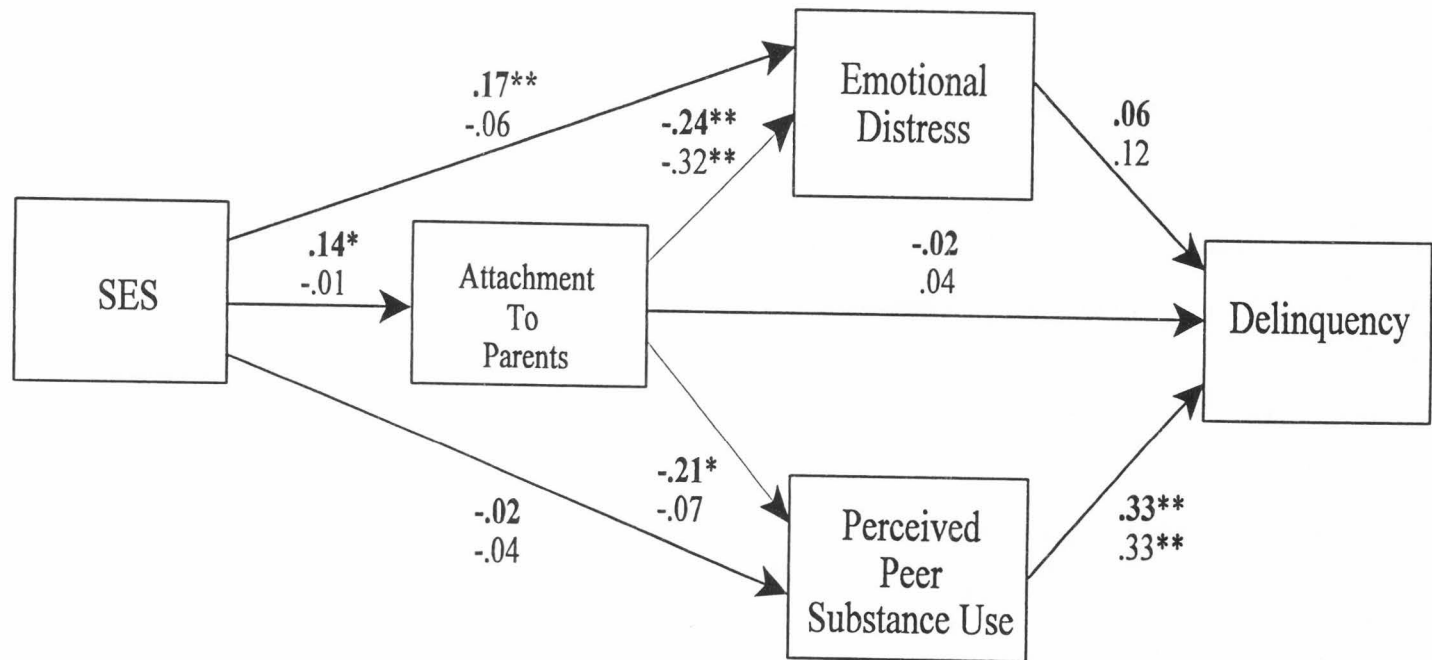 .17**
-.06
-.24**
-.32**
Emotional
Distress
.06
.12
SES
.14*
-.01
Attachment
To
Parents
-.02
.04
Delinquency
-.02
-.04
-.21*
-.07
Perceived
Peer
Substance Use
.33**
.33**